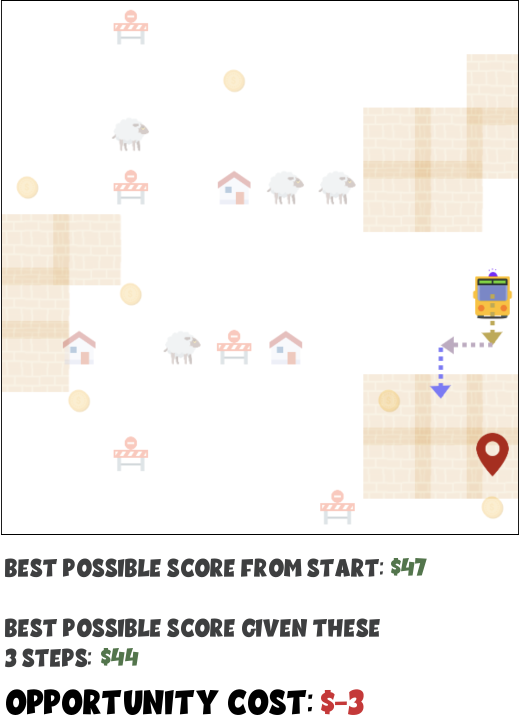 BEST POSSIBLE SCORE FROM START: $47
BEST POSSIBLE SCORE GIVEN THESE
3 STEPS: $44
OPPORTUNITY COST: $-3